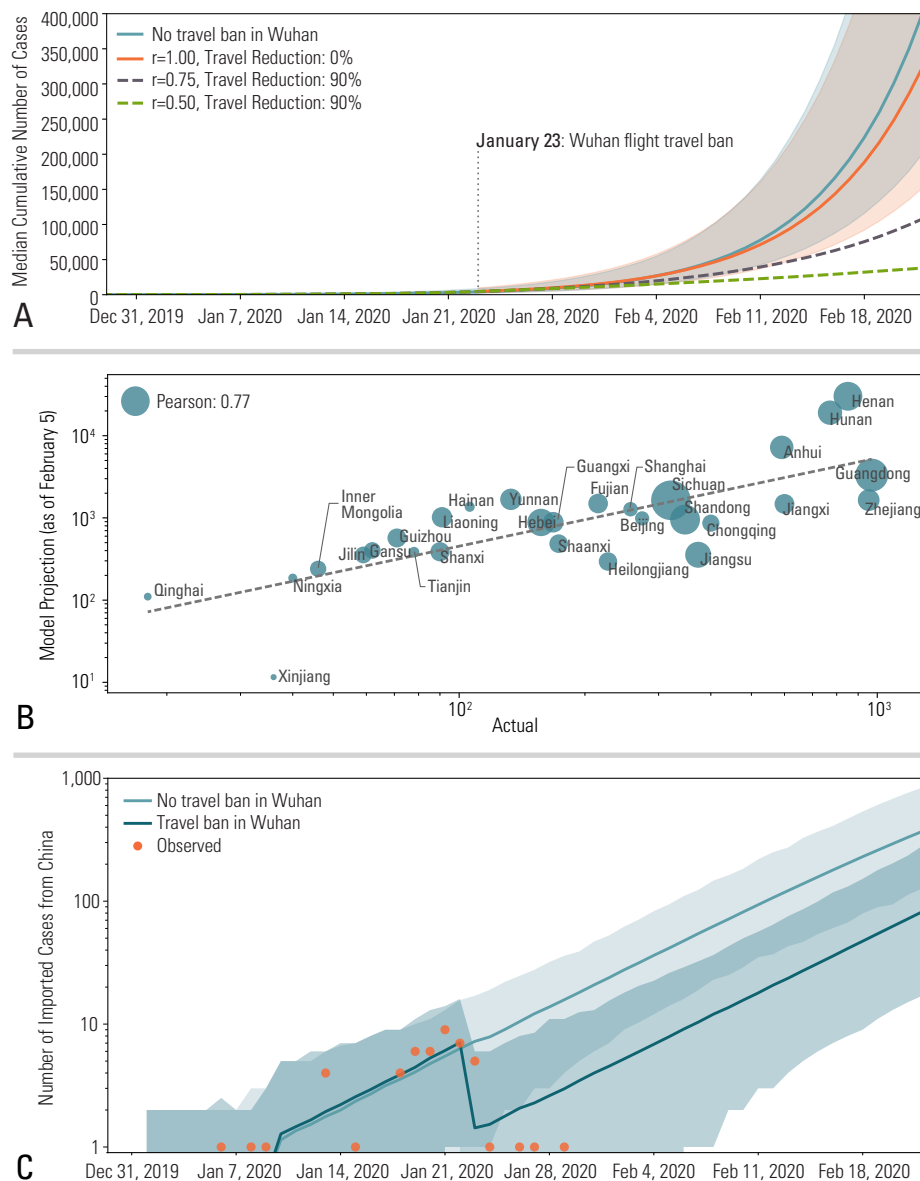 400,000
350,000
300,000
250,000
200,000
150,000
100,000
50,000
0
Median Cumulative Number of Cases
No travel ban in Wuhan
r=1.00, Travel Reduction: 0%
r=0.75, Travel Reduction: 90%
r=0.50, Travel Reduction: 90%
January 23: Wuhan flight travel ban
A
Dec 31, 2019 Jan 7, 2020 Jan 14, 2020 Jan 21, 2020 Jan 28, 2020 Feb 4, 2020 Feb 11, 2020 Feb 18, 2020
Model Projection (as of February 5)
10⁴
10³
10²
10¹
Pearson: 0.77
Henan
Hunan
Anhui
Guangxi
Shanghai
Guangdong
Inner
Mongolia
Hainan
Yunnan
Fujian
Sichuan
Liaoning
Hebei
Shandong
Jiangxi
Zhejiang
Guizhou
Beijing
Chongqing
Jilin
Gansu
Shanxi
Shaanxi
Heilongjiang
Jiangsu
Qinghai
Ningxia
Tianjin
Xinjiang
10² 10³
Actual
B
1,000
100
10
1
Number of Imported Cases from China
No travel ban in Wuhan
Travel ban in Wuhan
Observed
C
Dec 31, 2019 Jan 7, 2020 Jan 14, 2020 Jan 21, 2020 Jan 28, 2020 Feb 4, 2020 Feb 11, 2020 Feb 18, 2020